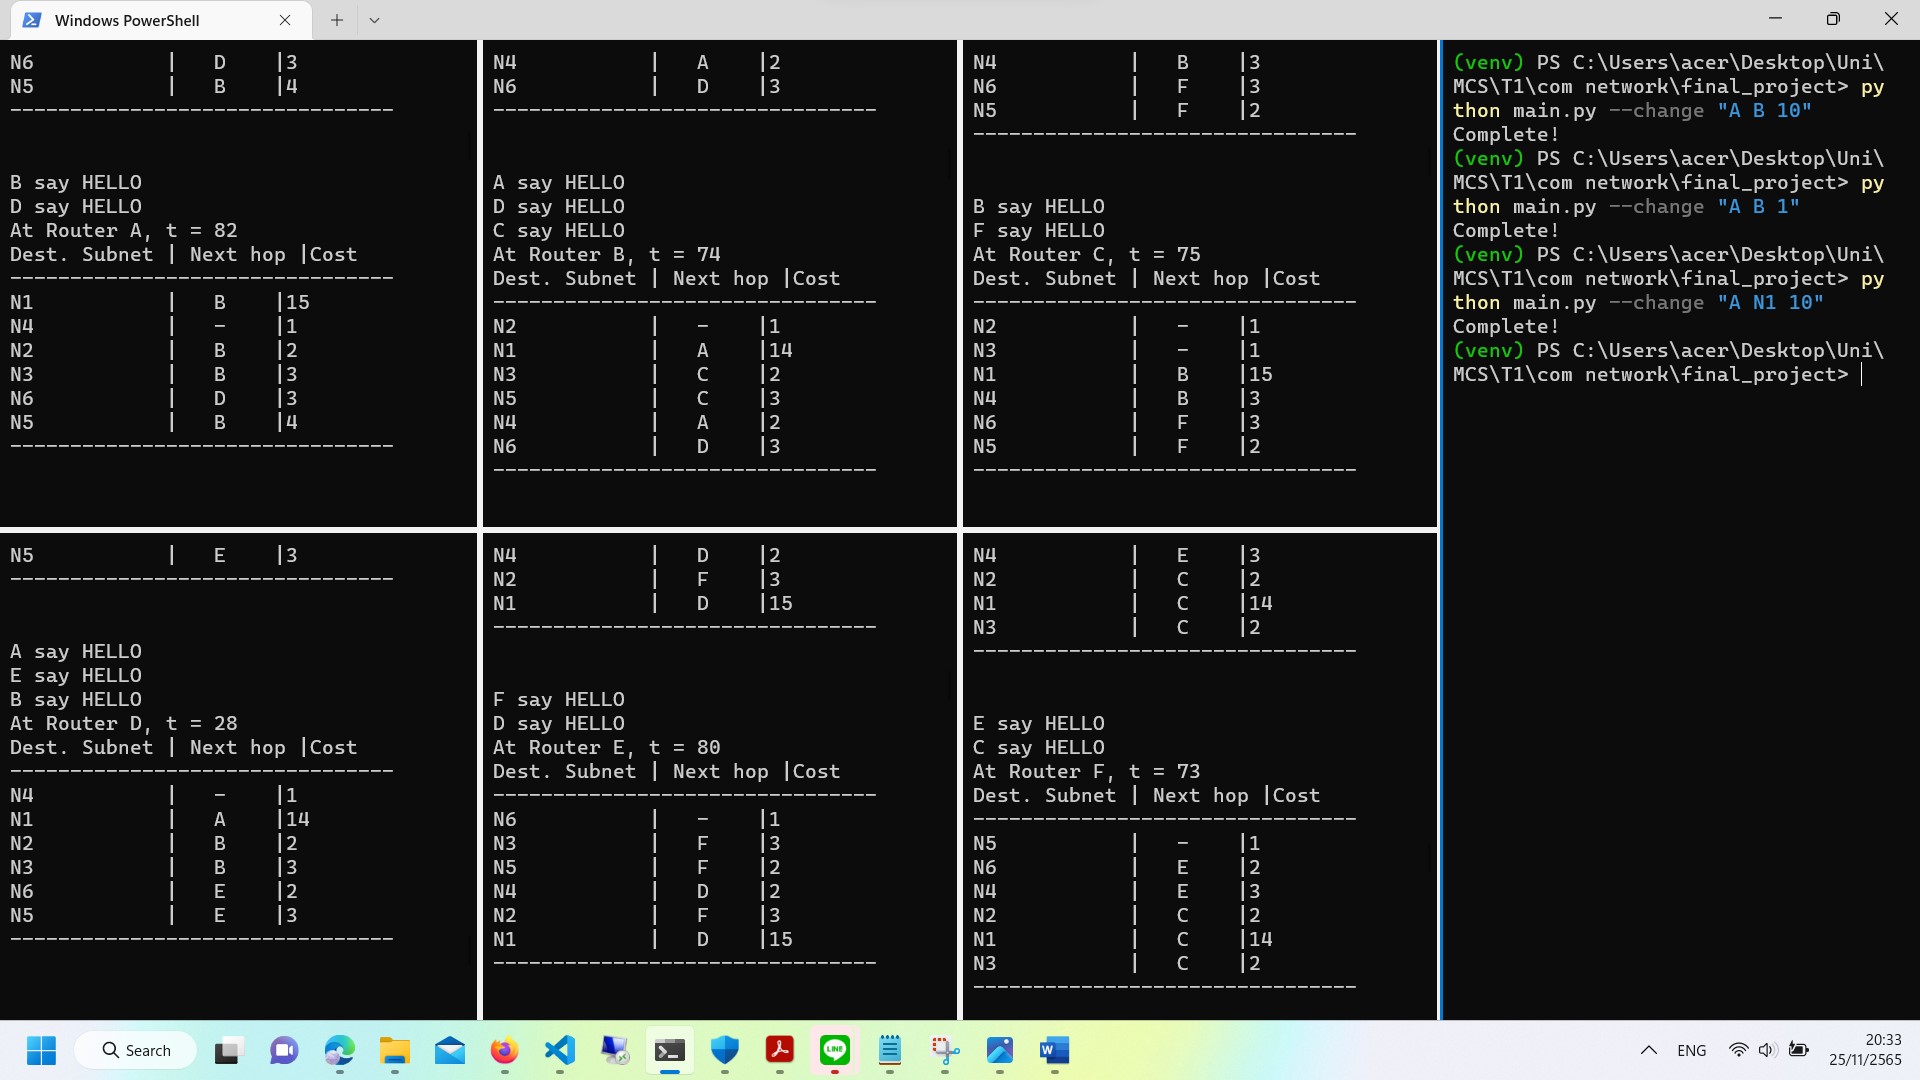 Windows PowerShell
N6 | D |3
N5 | B |4
--------------------------------
B say HELLO
D say HELLO
At Router A, t = 82
Dest. Subnet | Next hop |Cost
--------------------------------
N1 | B |15
N4 | - |1
N2 | B |2
N3 | B |3
N6 | D |3
N5 | B |4
--------------------------------
N4 | A |2
N6 | D |3
--------------------------------
A say HELLO
D say HELLO
C say HELLO
At Router B, t = 74
Dest. Subnet | Next hop |Cost
--------------------------------
N2 | - |1
N1 | A |14
N3 | C |2
N5 | C |3
N4 | A |2
N6 | D |3
--------------------------------
N4 | B |3
N6 | F |3
N5 | F |2
--------------------------------
B say HELLO
F say HELLO
At Router C, t = 75
Dest. Subnet | Next hop |Cost
--------------------------------
N2 | - |1
N3 | - |1
N1 | B |15
N4 | B |3
N6 | F |3
N5 | F |2
--------------------------------
(venv) PS C:\Users\acer\Desktop\Uni\
MCS\T1\com network\final_project> py
thon main.py --change "A B 10"
Complete!
(venv) PS C:\Users\acer\Desktop\Uni\
MCS\T1\com network\final_project> py
thon main.py --change "A B 1"
Complete!
(venv) PS C:\Users\acer\Desktop\Uni\
MCS\T1\com network\final_project> py
thon main.py --change "A N1 10"
Complete!
(venv) PS C:\Users\acer\Desktop\Uni\
MCS\T1\com network\final_project>
N5 | E |3
--------------------------------
A say HELLO
E say HELLO
B say HELLO
At Router D, t = 28
Dest. Subnet | Next hop |Cost
--------------------------------
N4 | - |1
N1 | A |14
N2 | B |2
N3 | B |3
N6 | E |2
N5 | E |3
--------------------------------
N4 | D |2
N2 | F |3
N1 | D |15
--------------------------------
F say HELLO
D say HELLO
At Router E, t = 80
Dest. Subnet | Next hop |Cost
--------------------------------
N6 | - |1
N3 | F |3
N5 | F |2
N4 | D |2
N2 | F |3
N1 | D |15
--------------------------------
N4 | E |3
N2 | C |2
N1 | C |14
N3 | C |2
--------------------------------
E say HELLO
C say HELLO
At Router F, t = 73
Dest. Subnet | Next hop |Cost
--------------------------------
N5 | - |1
N6 | E |2
N4 | E |3
N2 | C |2
N1 | C |14
N3 | C |2
--------------------------------
Search
LINE
W
ENG
20:33
25/11/2565